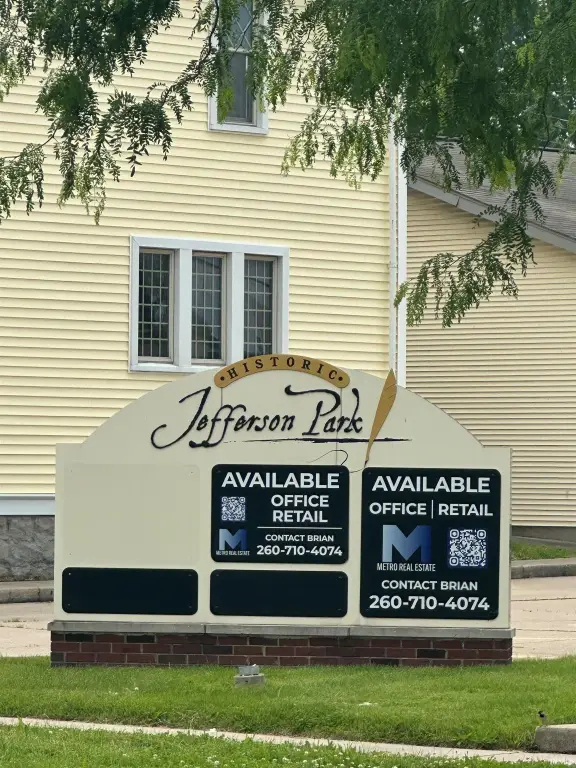 •HISTORIC•
Jefferson Park
AVAILABLE
OFFICE
RETAIL
M
METRO REAL ESTATE
CONTACT BRIAN
260-710-4074
AVAILABLE
OFFICE | RETAIL
M
METRO REAL ESTATE
CONTACT BRIAN
260-710-4074